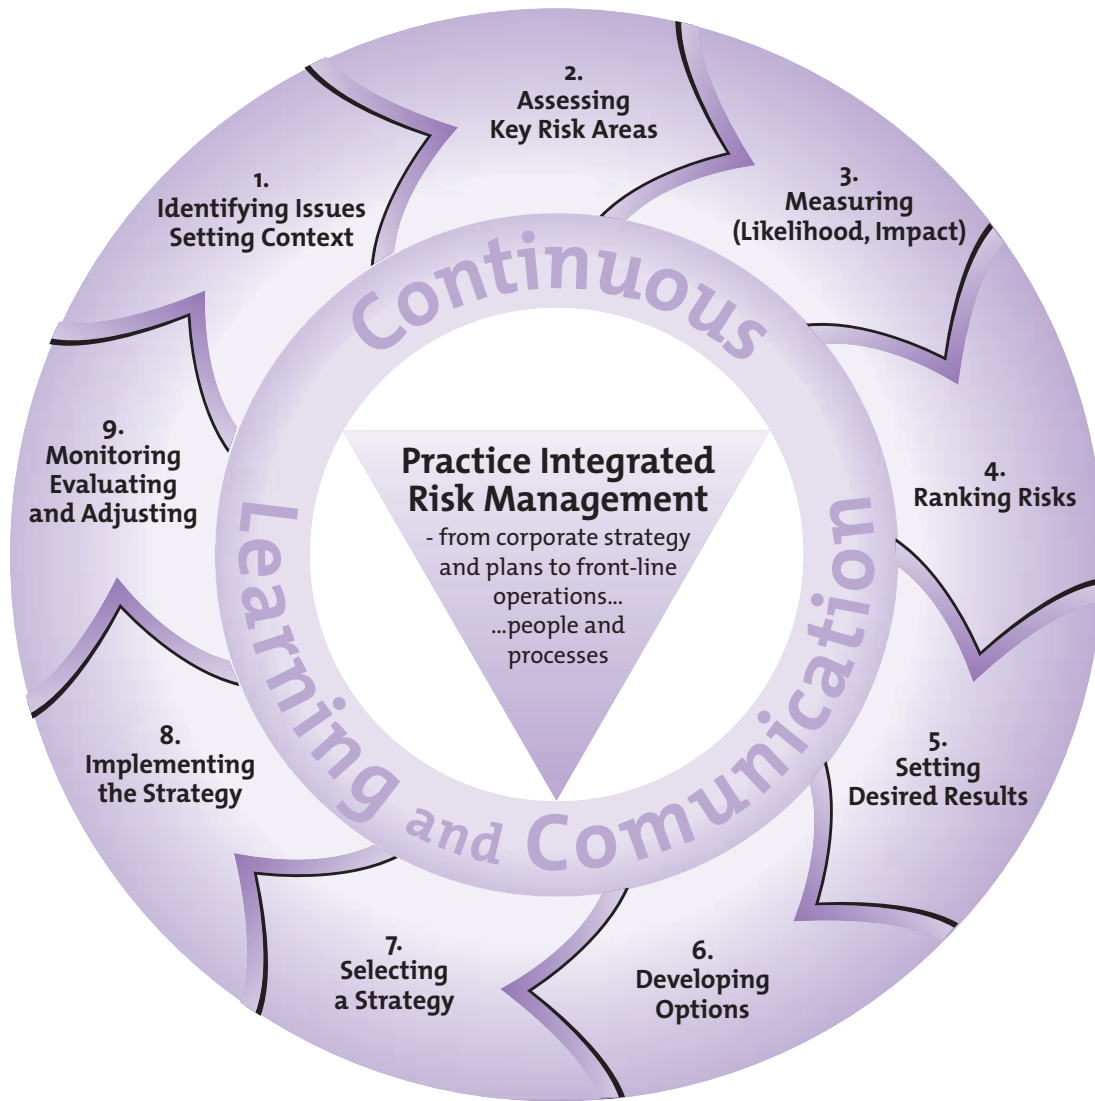 1.
Identifying Issues
Setting Context
2.
Assessing
Key Risk Areas
3.
Measuring
(Likelihood, Impact)
4.
Ranking Risks
5.
Setting
Desired Results
6.
Developing
Options
7.
Selecting
a Strategy
8.
Implementing
the Strategy
9.
Monitoring
Evaluating
and Adjusting
Continuous
Learning and Comunication
Practice Integrated
Risk Management
- from corporate strategy
and plans to front-line
operations...
...people and
processes